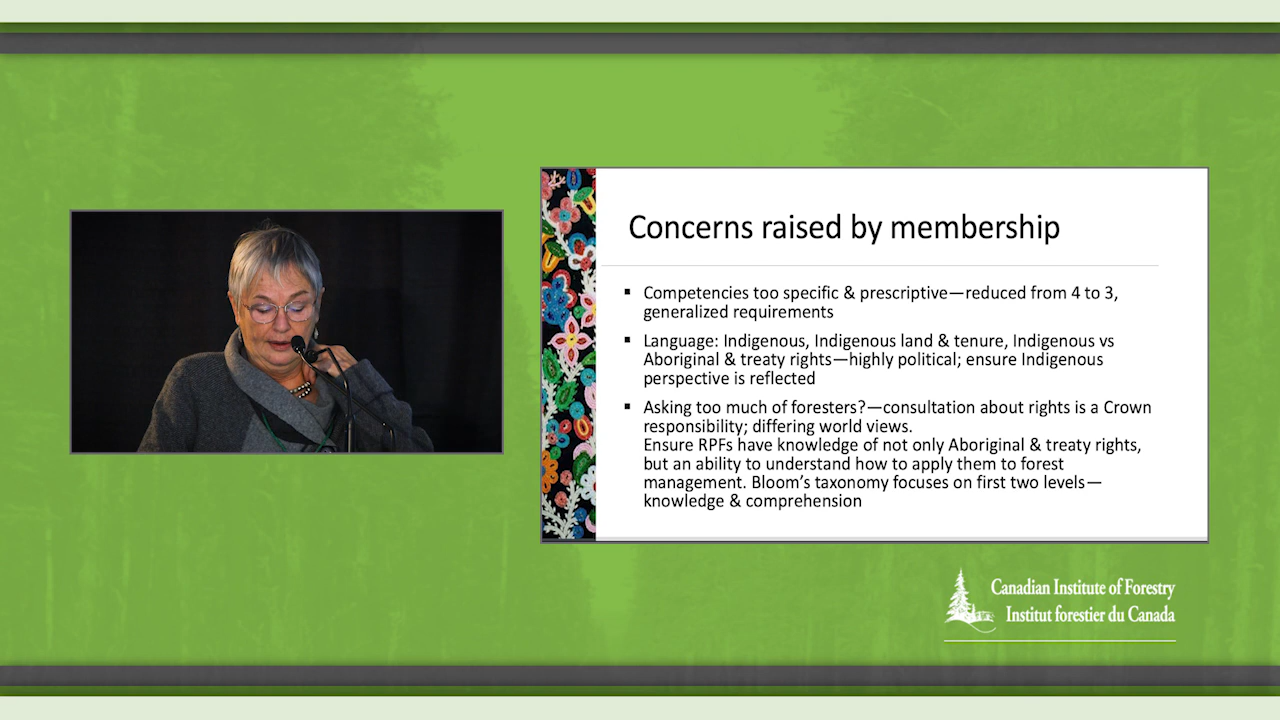 Concerns raised by membership
▪ Competencies too specific & prescriptive—reduced from 4 to 3,
generalized requirements
▪ Language: Indigenous, Indigenous land & tenure, Indigenous vs
Aboriginal & treaty rights—highly political; ensure Indigenous
perspective is reflected
▪ Asking too much of foresters?—consultation about rights is a Crown
responsibility; differing world views.
Ensure RPFs have knowledge of not only Aboriginal & treaty rights,
but an ability to understand how to apply them to forest
management. Bloom’s taxonomy focuses on first two levels—
knowledge & comprehension
Canadian Institute of Forestry
Institut forestier du Canada